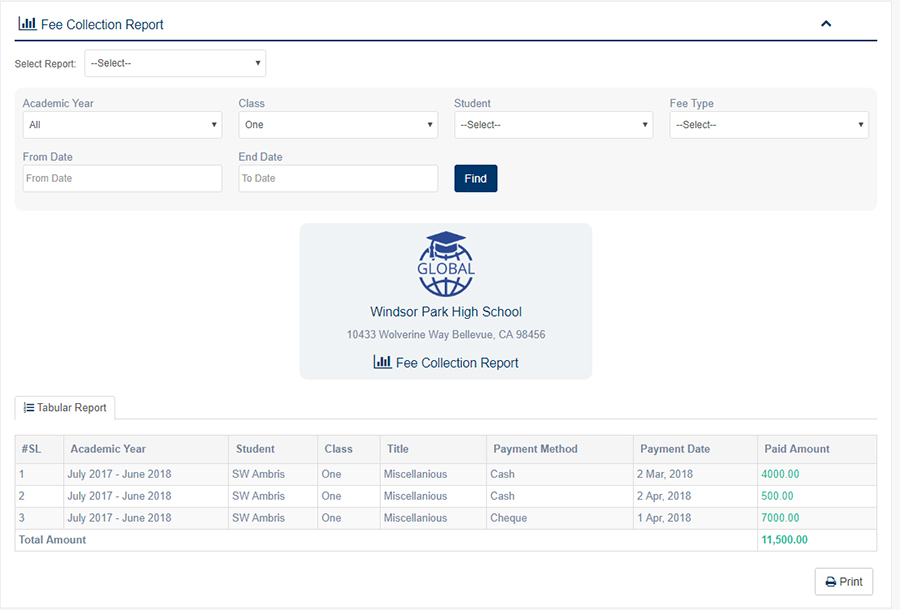 Fee Collection Report
Select Report: --Select--
Academic Year Class Student Fee Type
All One --Select-- --Select--
From Date End Date
From Date To Date Find
GLOBAL
Windsor Park High School
10433 Wolverine Way Bellevue, CA 98456
Fee Collection Report
Tabular Report
#SL Academic Year Student Class Title Payment Method Payment Date Paid Amount
1 July 2017 - June 2018 SW Ambris One Miscellanious Cash 2 Mar, 2018 4000.00
2 July 2017 - June 2018 SW Ambris One Miscellanious Cash 2 Apr, 2018 500.00
3 July 2017 - June 2018 SW Ambris One Miscellanious Cheque 1 Apr, 2018 7000.00
Total Amount 11,500.00
Print